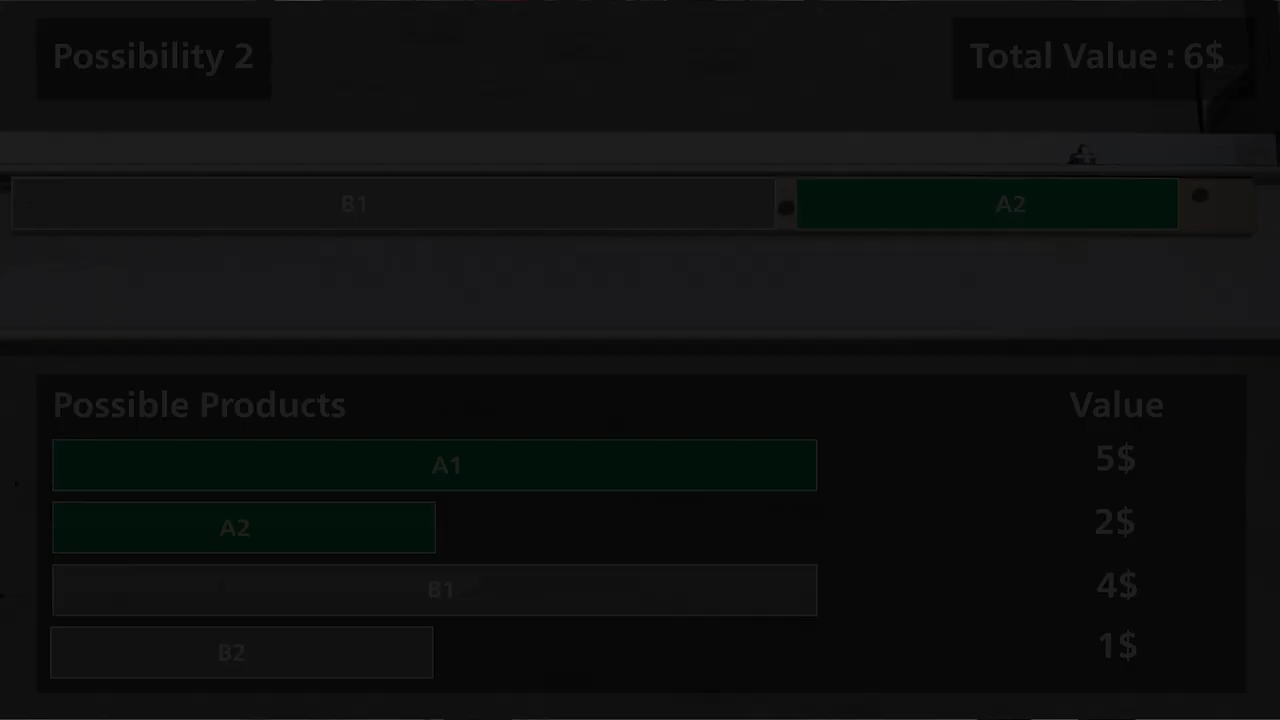 Possibility 2
Total Value : 6$
B1
A2
Possible Products
Value
A1
5$
A2
2$
B1
4$
B2
1$